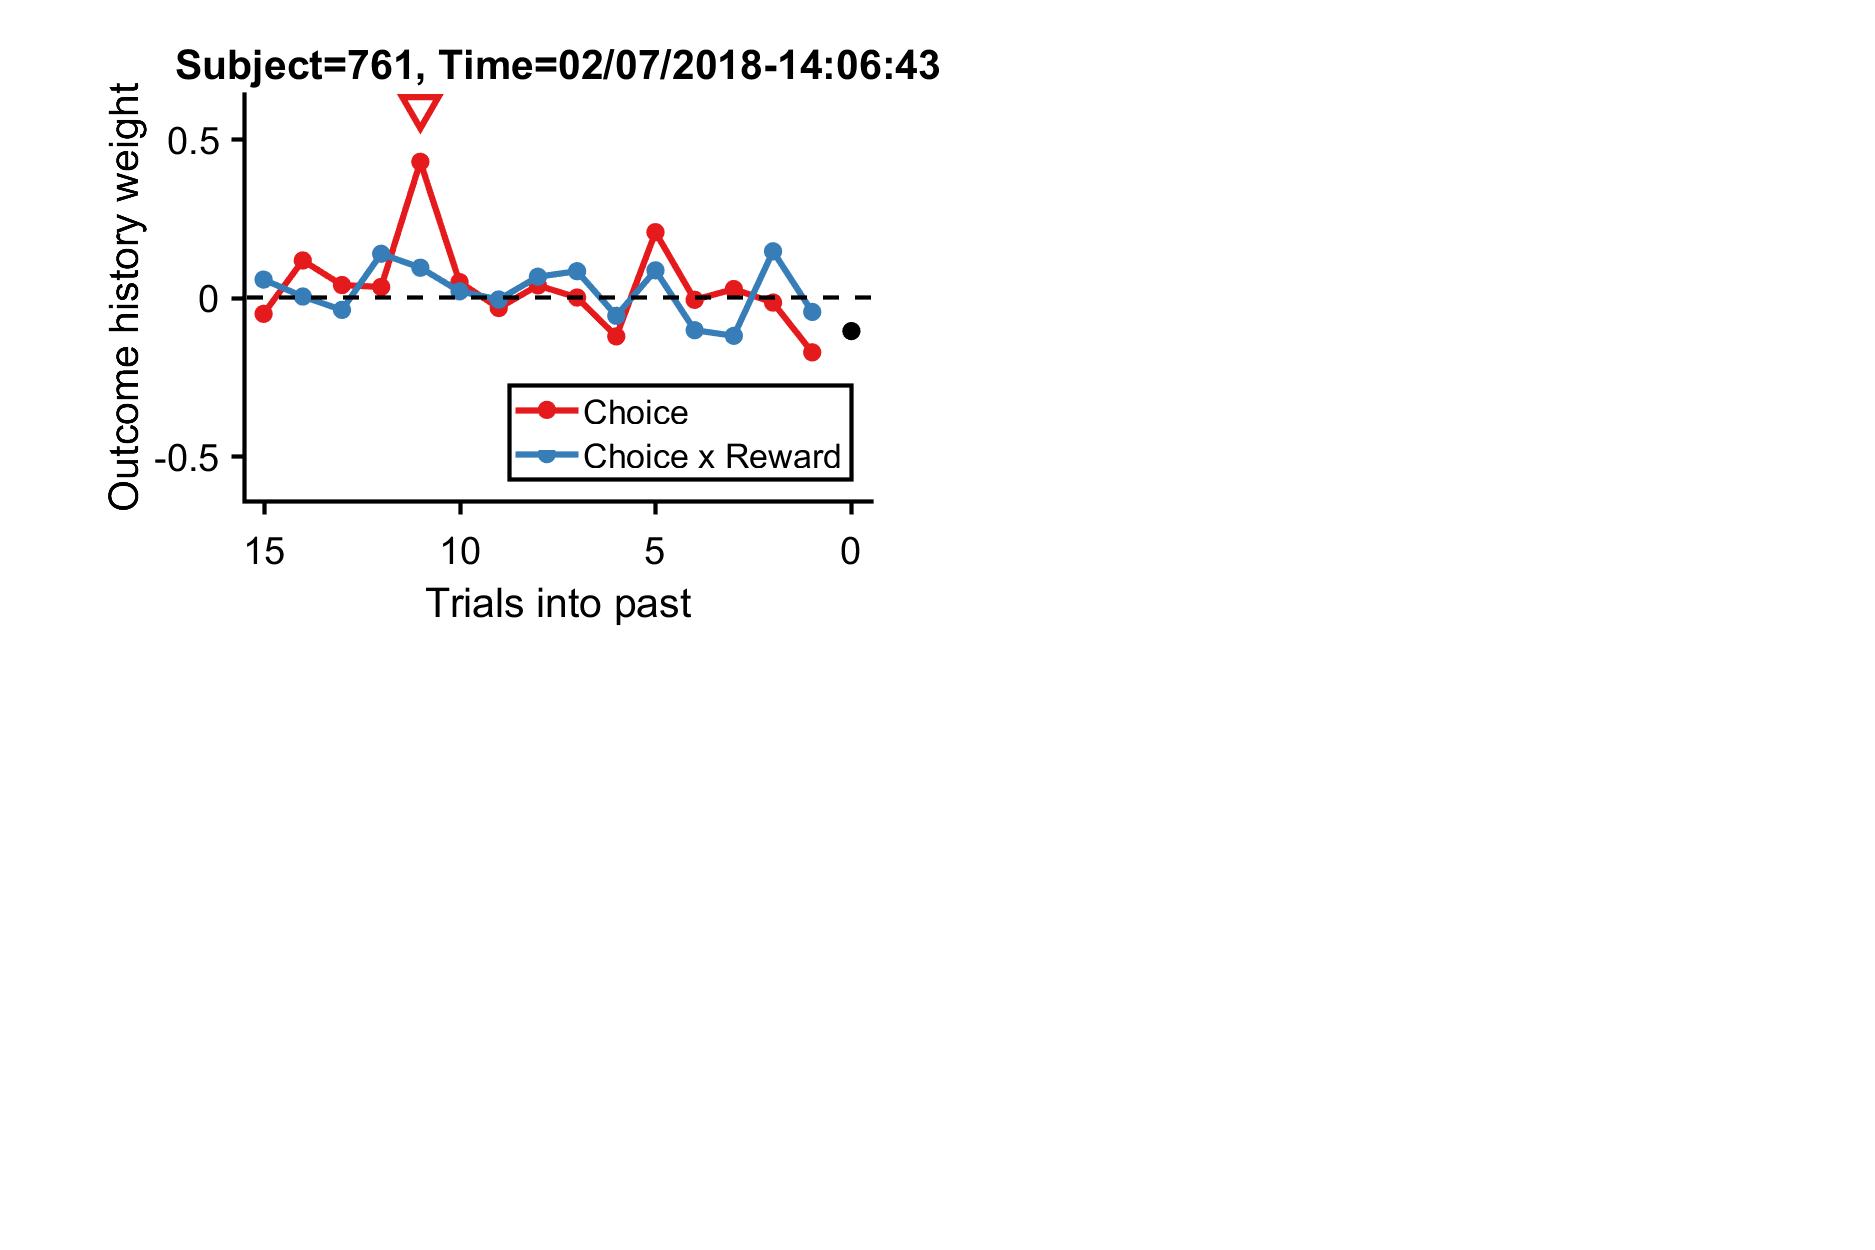 Subject=761, Time=02/07/2018-14:06:43
Outcome history weight
0.5
0
-0.5
Choice
Choice x Reward
15 10 5 0
Trials into past